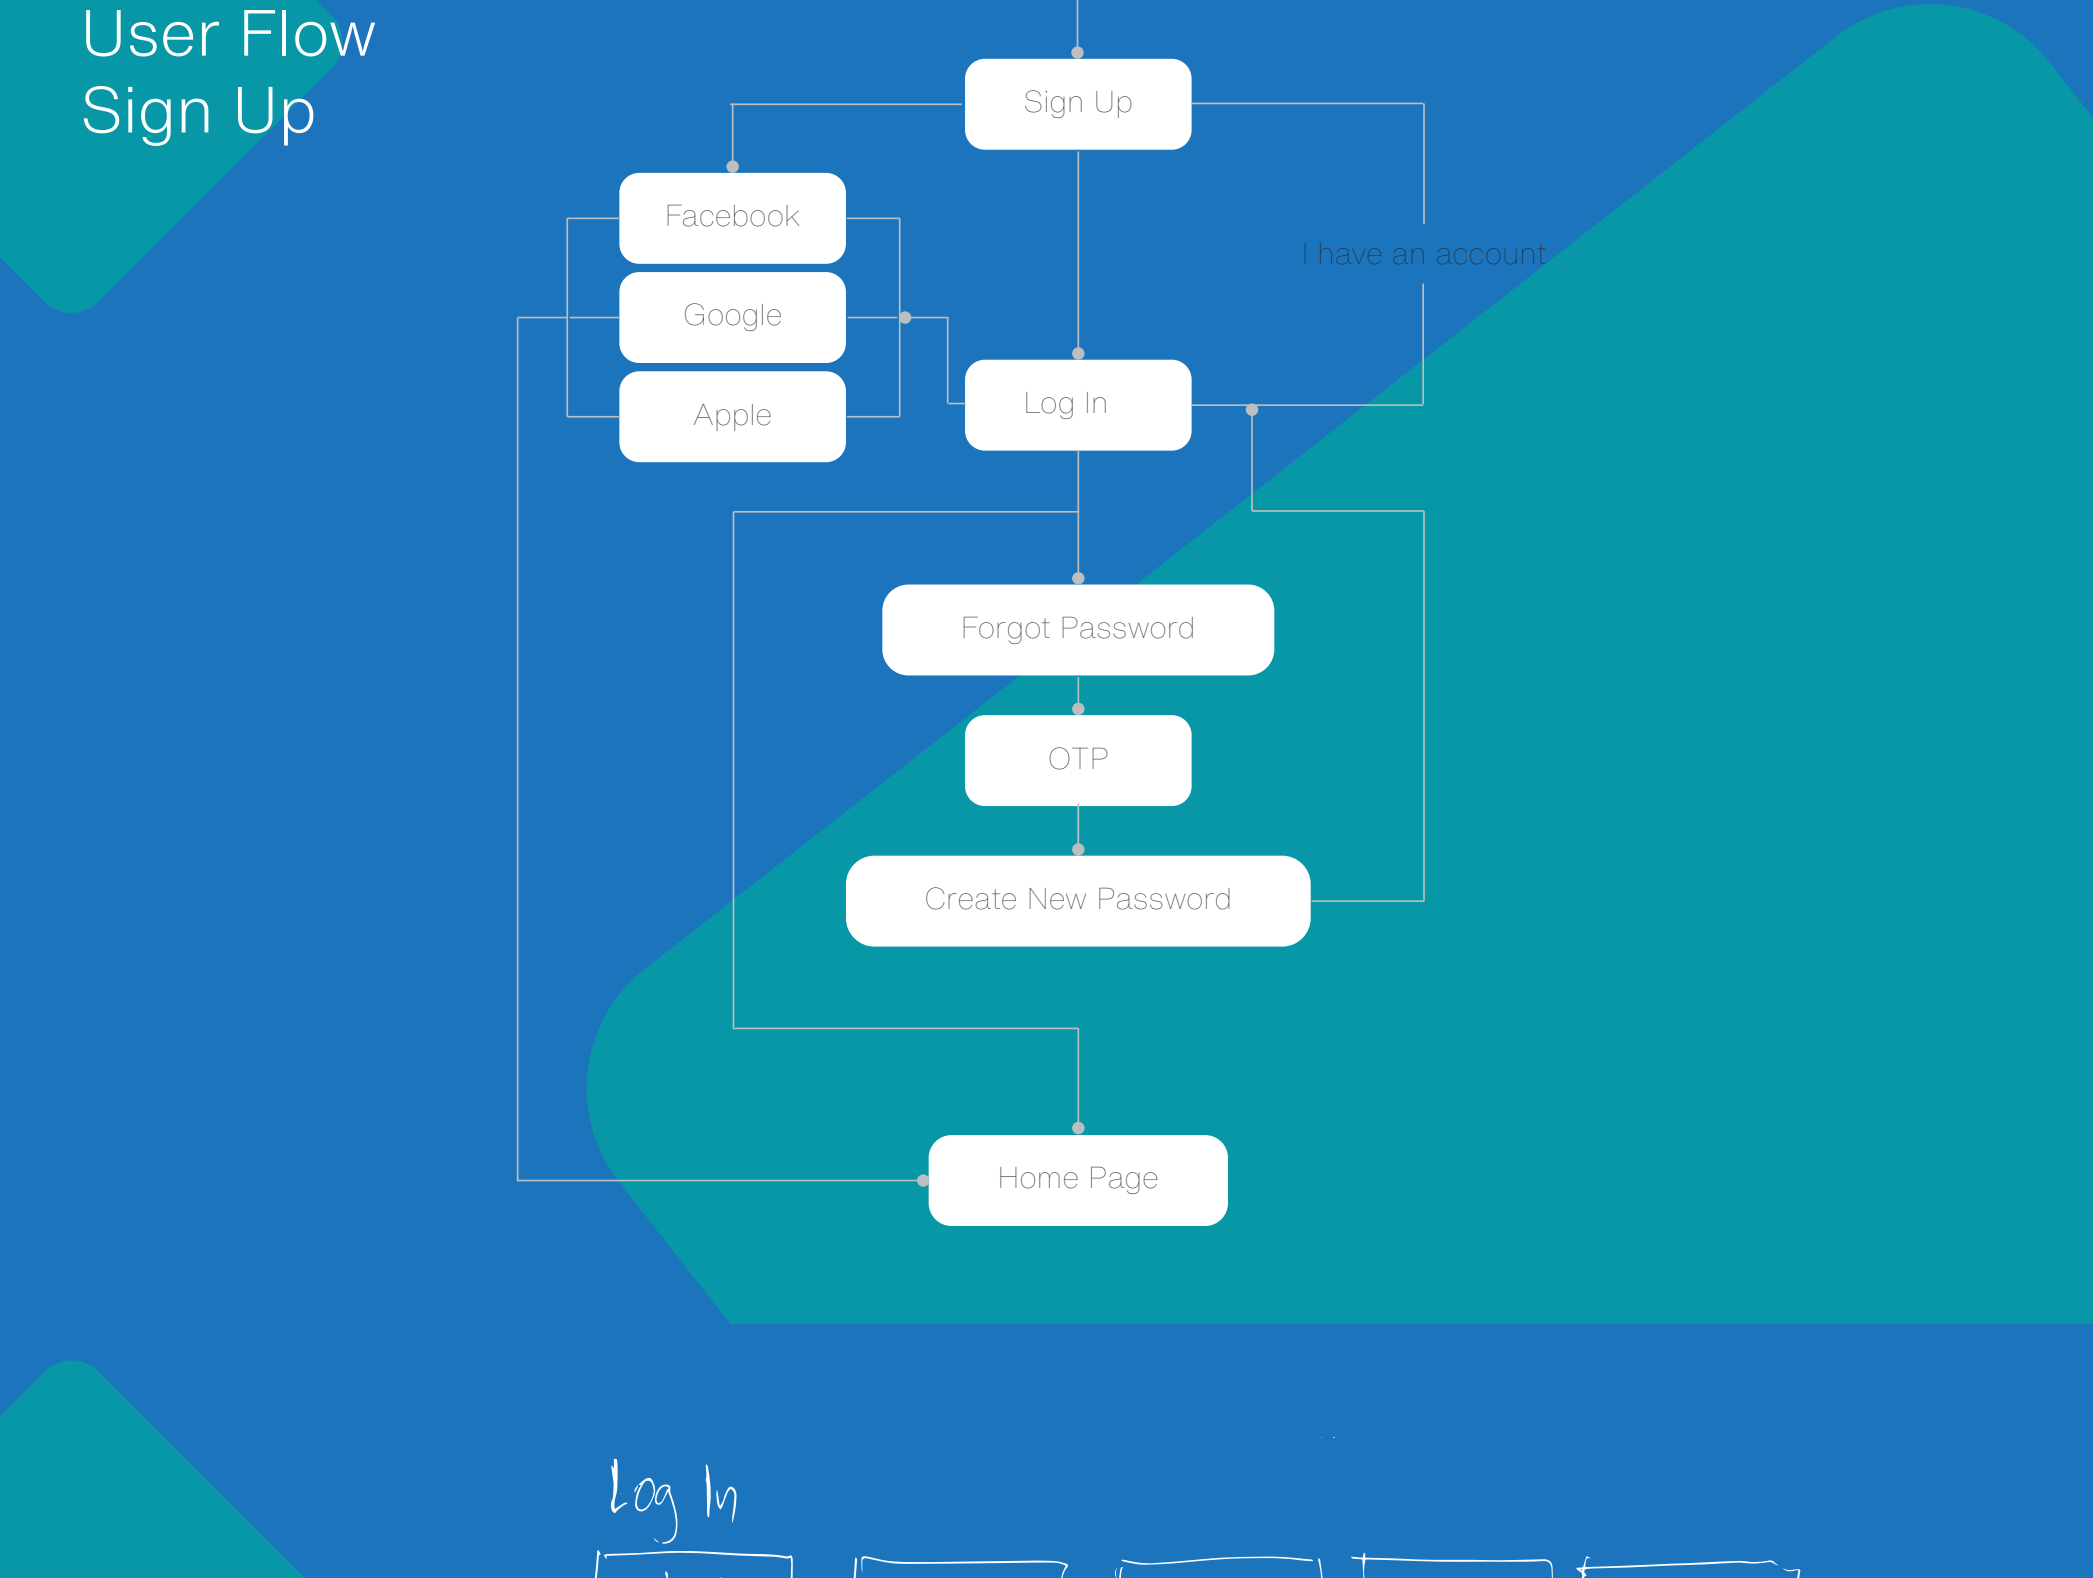 User Flow
Sign Up
Sign Up
Facebook
I have an account
Google
Log In
Apple
Forgot Password
OTP
Create New Password
Home Page
Log In